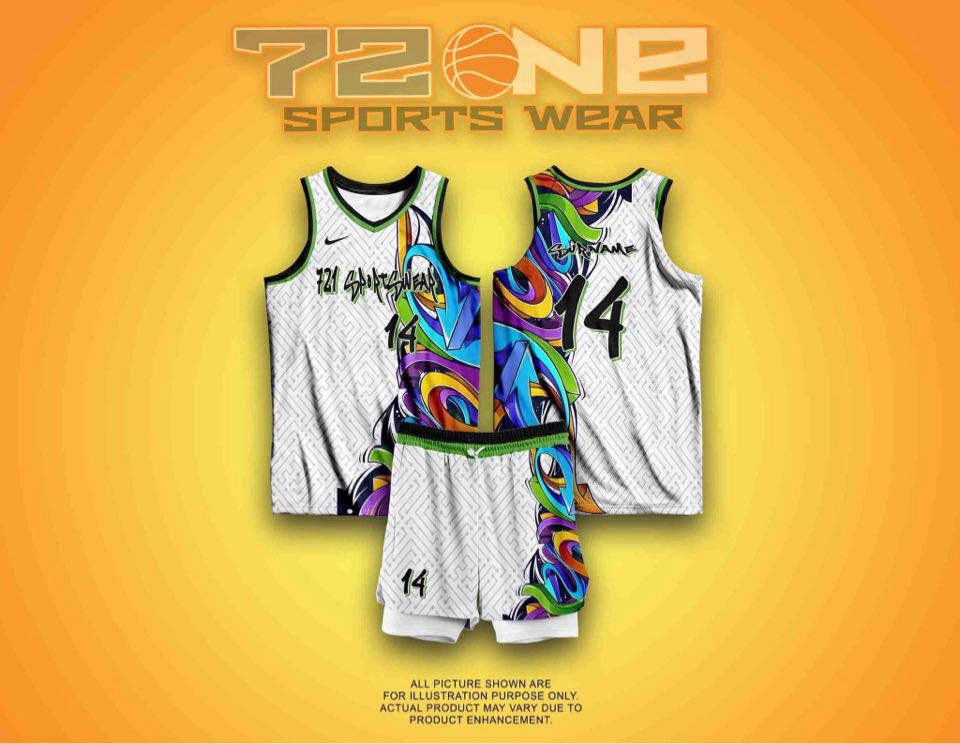 72ONE
SPORTS WEAR
721 SPORTSWEAR
14
SURNAME
14
14
ALL PICTURE SHOWN ARE
FOR ILLUSTRATION PURPOSE ONLY.
ACTUAL PRODUCT MAY VARY DUE TO
PRODUCT ENHANCEMENT.